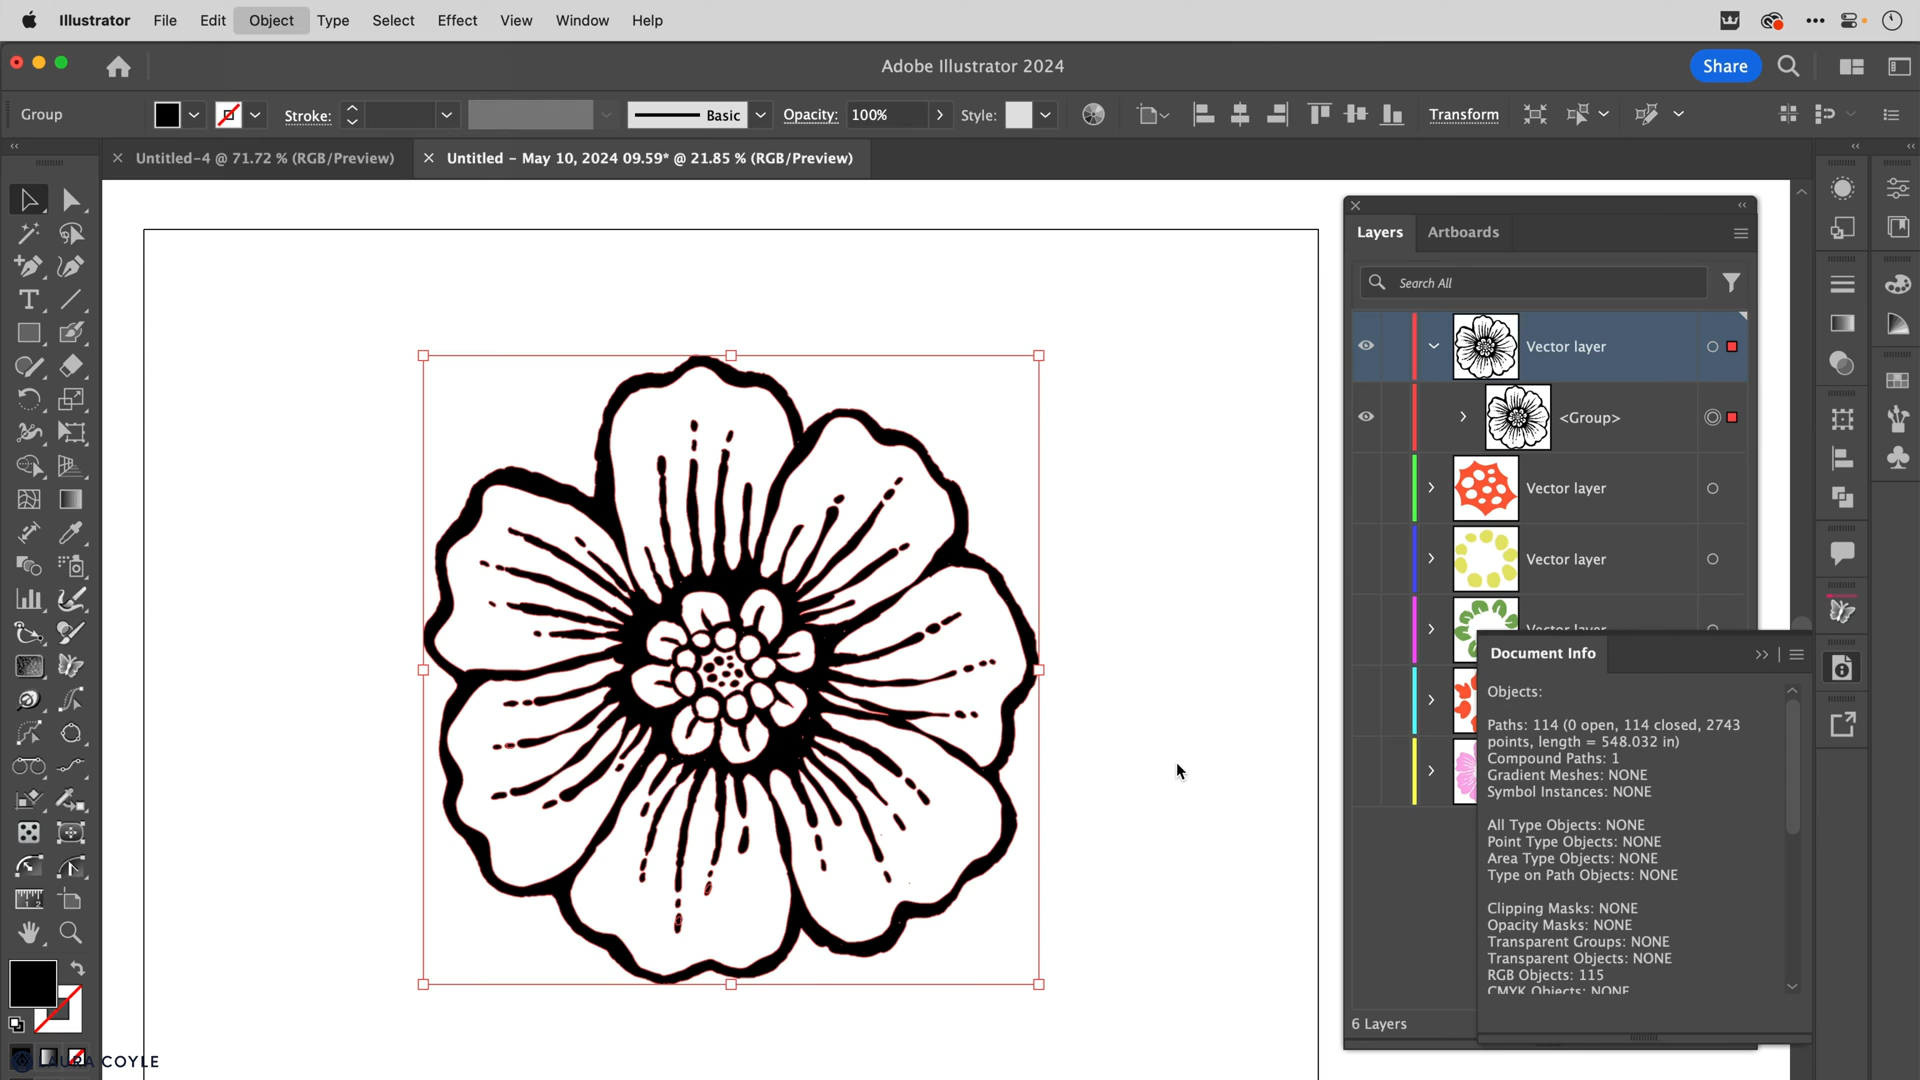 Illustrator File Edit Object Type Select Effect View Window Help
Adobe Illustrator 2024
Share
Group
Stroke:
Basic
Opacity: 100%
Style:
Transform
Untitled-4 @ 71.72 % (RGB/Preview)
Untitled - May 10, 2024 09.59* @ 21.85 % (RGB/Preview)
Layers Artboards
Search All
Vector layer
<Group>
Vector layer
Vector layer
Vector layer
Document Info
Objects:
Paths: 114 (0 open, 114 closed, 2743
points, length = 548.032 in)
Compound Paths: 1
Gradient Meshes: NONE
Symbol Instances: NONE
All Type Objects: NONE
Point Type Objects: NONE
Area Type Objects: NONE
Type on Path Objects: NONE
Clipping Masks: NONE
Opacity Masks: NONE
Transparent Groups: NONE
Transparent Objects: NONE
RGB Objects: 115
CMYK Objects: NONE
6 Layers
LAURA COYLE